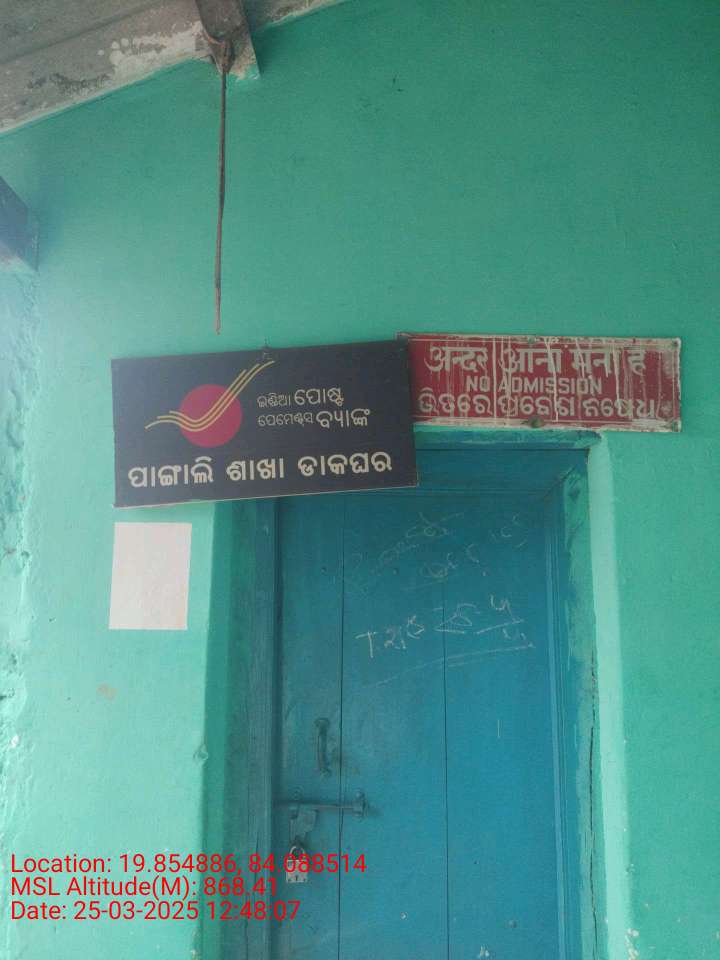 ଇଣ୍ଡିଆ ପୋଷ୍ଟ
ପେମେଣ୍ଟସ ବ୍ୟାଙ୍କ
ପାଙ୍ଗାଲି ଶାଖା ଡାକଘର
अन्दर आना मना है
NO ADMISSION
ଭିତରେ ପ୍ରବେଶ ନିଷେଧ
Location: 19.854886, 84.088514
MSL Altitude(M): 868.41
Date: 25-03-2025 12:48:07